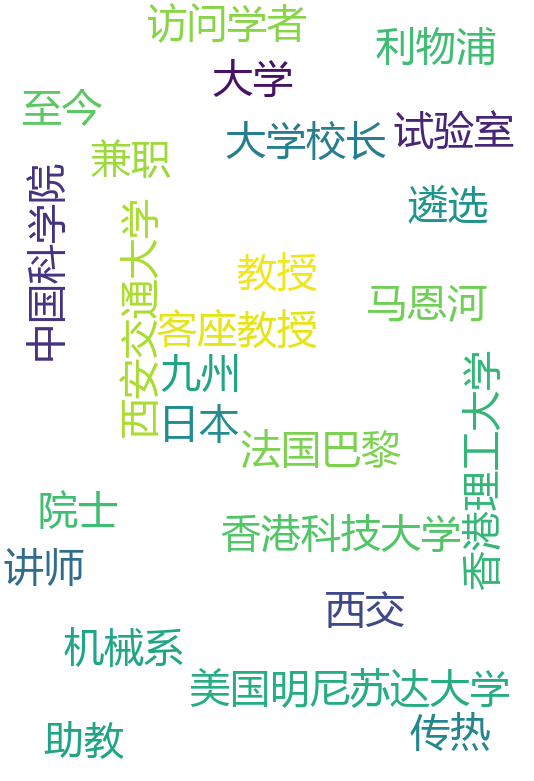 访问学者
利物浦
大学
至今
大学校长
试验室
兼职
中国科学院
遴选
西安交通大学
教授
马恩河
客座教授
九州
香港理工大学
日本
法国巴黎
院士
香港科技大学
讲师
西交
机械系
美国明尼苏达大学
助教
传热